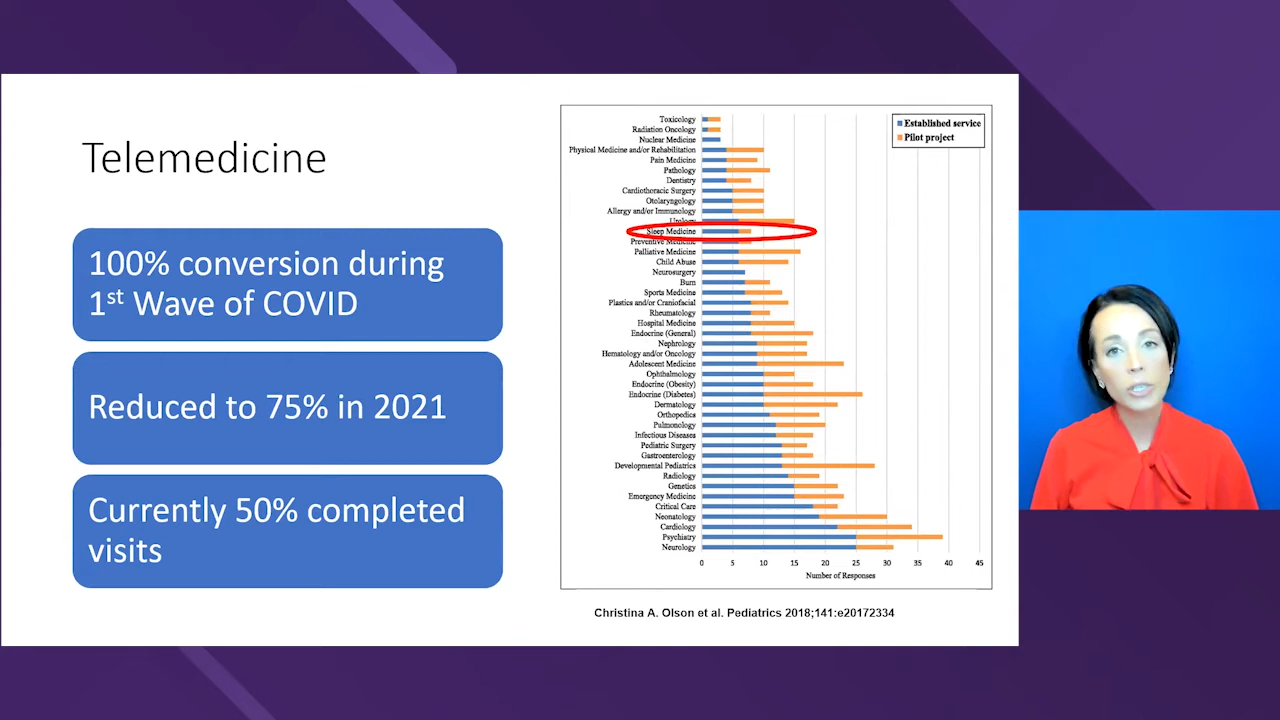 Telemedicine
100% conversion during
1st Wave of COVID
Reduced to 75% in 2021
Currently 50% completed
visits
Established service
Pilot project
Toxicology
Radiation Oncology
Nuclear Medicine
Physical Medicine and/or Rehabilitation
Pain Medicine
Pathology
Dentistry
Cardiothoracic Surgery
Otolaryngology
Allergy and/or Immunology
Urology
Sleep Medicine
Preventive Medicine
Palliative Medicine
Child Abuse
Neurosurgery
Burn
Sports Medicine
Plastics and/or Craniofacial
Rheumatology
Hospital Medicine
Endocrine (General)
Nephrology
Hematology and/or Oncology
Adolescent Medicine
Ophthalmology
Endocrine (Obesity)
Endocrine (Diabetes)
Dermatology
Orthopedics
Pulmonology
Infectious Diseases
Pediatric Surgery
Gastroenterology
Developmental Pediatrics
Radiology
Genetics
Emergency Medicine
Critical Care
Neonatology
Cardiology
Psychiatry
Neurology
0 5 10 15 20 25 30 35 40 45
Number of Responses
Christina A. Olson et al. Pediatrics 2018;141:e20172334